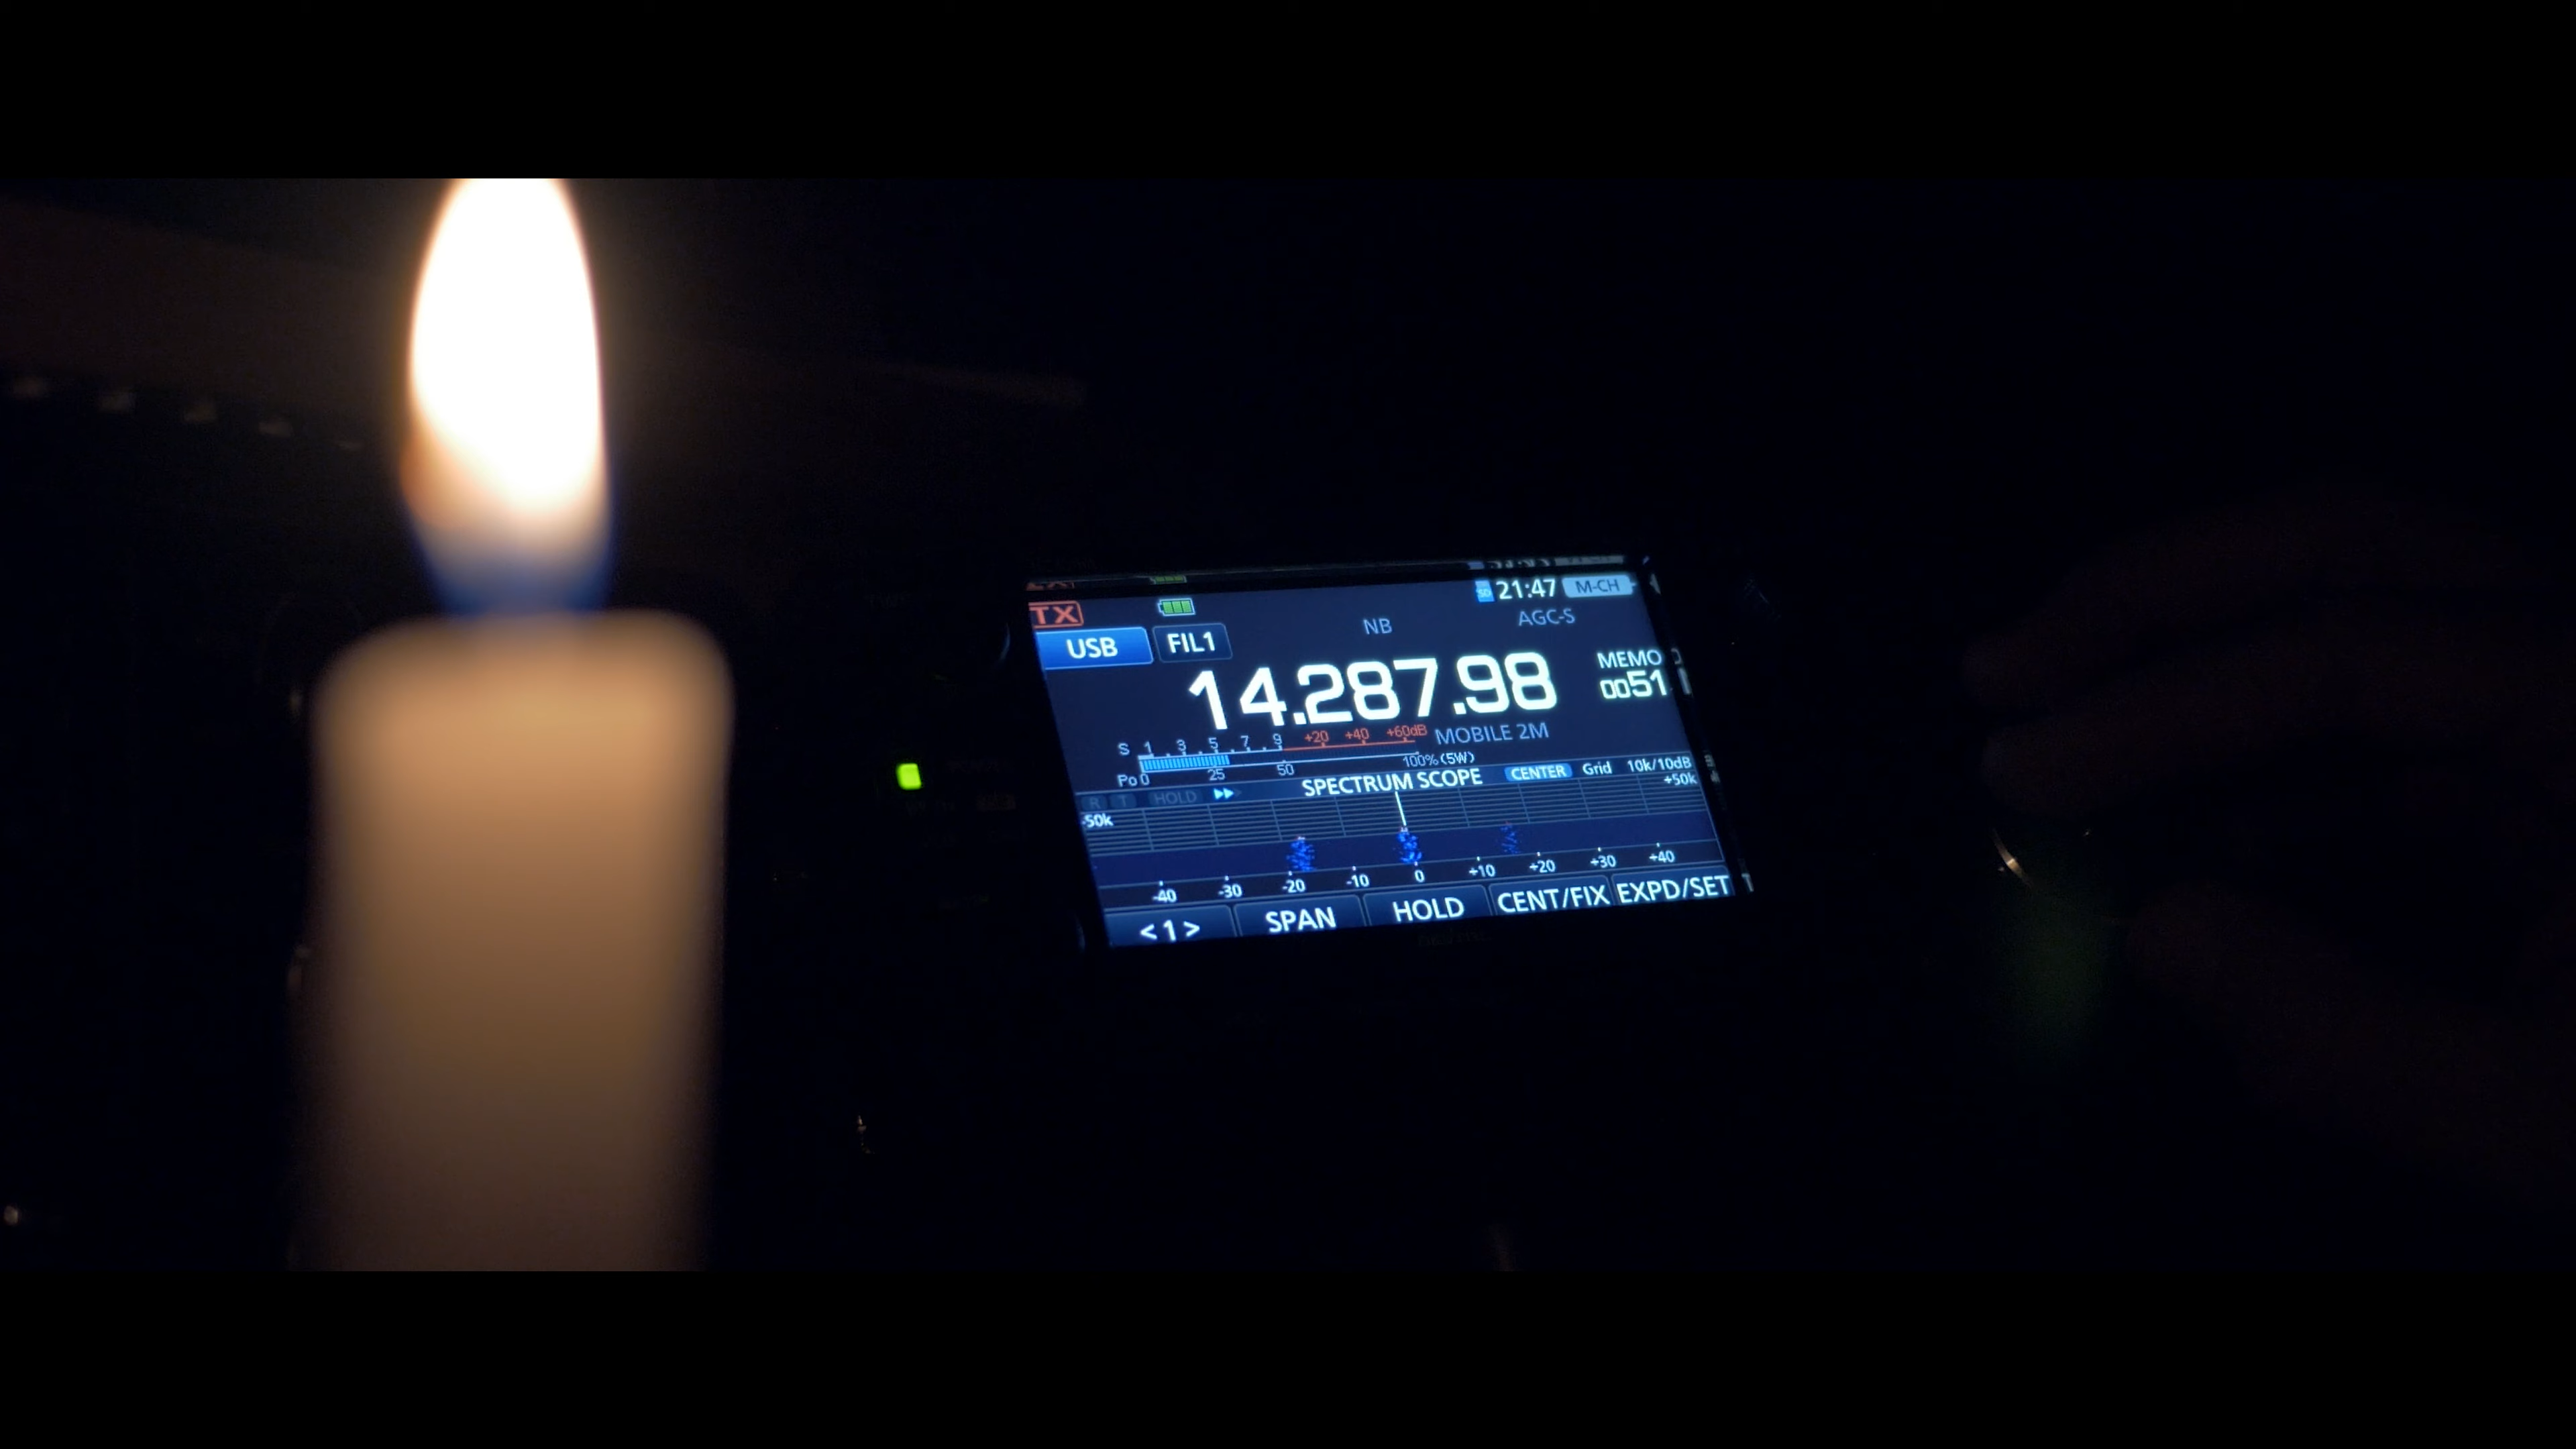 21:47 M-CH
TX
NB AGC-S
USB FIL1
14.287.98
MEMO
0051
S 1 . 3 . 5 . 7 . 9 +20 +40 +60dB
MOBILE 2M
Po 0 25 50 100% (5W)
R T HOLD SPECTRUM SCOPE CENTER Grid 10k/10dB
-50k +50k
-40 -30 -20 -10 0 +10 +20 +30 +40
<1> SPAN HOLD CENT/FIX EXPD/SET